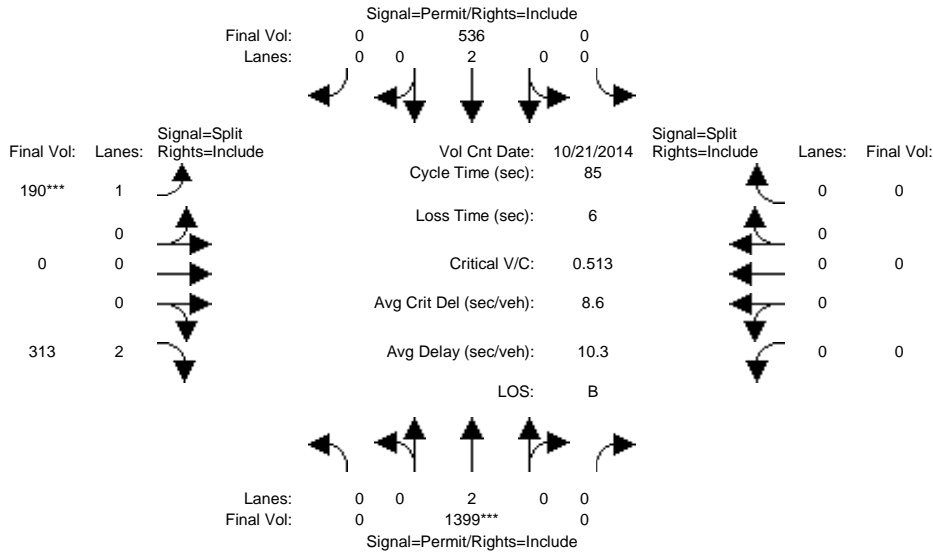 Signal=Permit/Rights=Include
Final Vol: 0 536 0
Lanes: 0 0 2 0 0
Signal=Split Signal=Split
Final Vol: Lanes: Rights=Include Vol Cnt Date: 10/21/2014 Rights=Include Lanes: Final Vol:
Cycle Time (sec): 85
190*** 1 0 0
Loss Time (sec): 6
0 0
0 0 Critical V/C: 0.513 0 0
0 Avg Crit Del (sec/veh): 8.6 0
313 2 Avg Delay (sec/veh): 10.3 0 0
LOS: B
Lanes: 0 0 2 0 0
Final Vol: 0 1399*** 0
Signal=Permit/Rights=Include